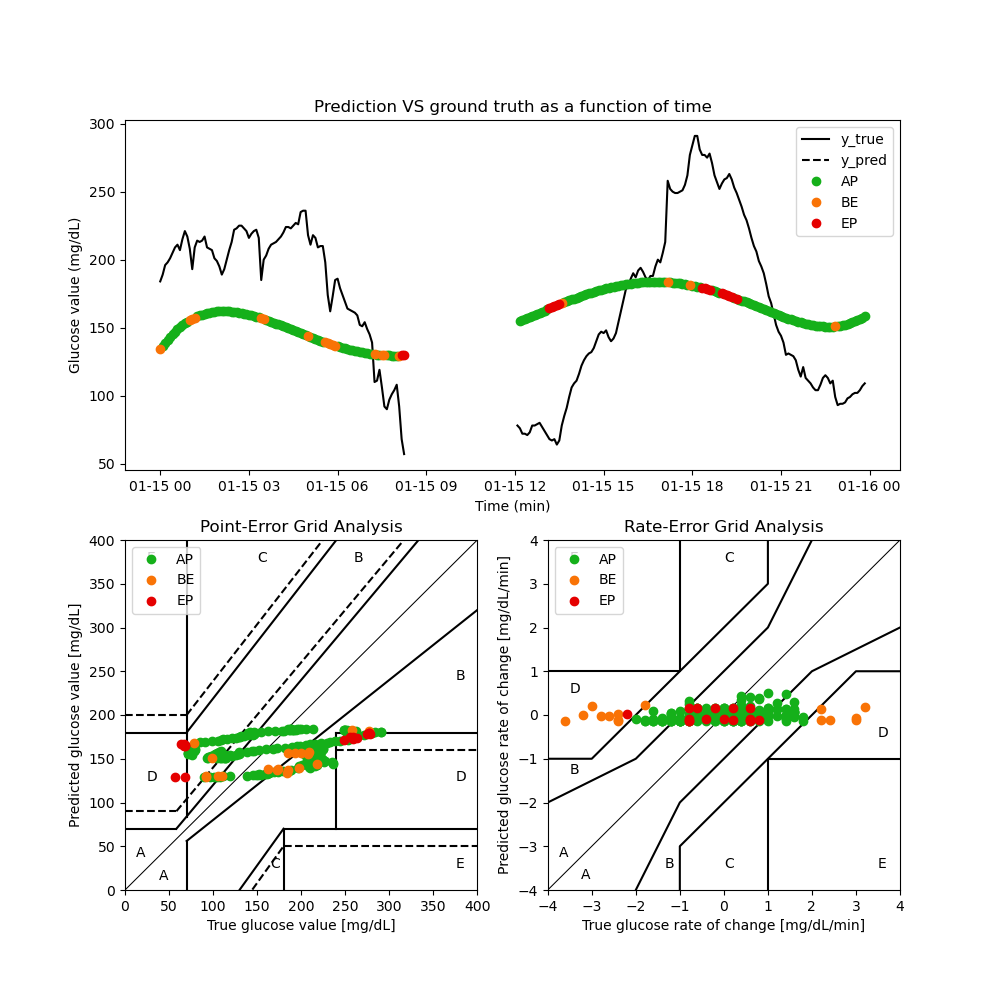 Prediction VS ground truth as a function of time
Glucose value (mg/dL)
300
250
200
150
100
50
y_true
y_pred
AP
BE
EP
01-15 00 01-15 03 01-15 06 01-15 09 01-15 12 01-15 15 01-15 18 01-15 21 01-16 00
Time (min)
Point-Error Grid Analysis
Predicted glucose value [mg/dL]
400
350
300
250
200
150
100
50
0
AP
BE
EP
C
B
B
D
D
A
A
C
E
0 50 100 150 200 250 300 350 400
True glucose value [mg/dL]
Rate-Error Grid Analysis
Predicted glucose rate of change [mg/dL/min]
4
3
2
1
0
−1
−2
−3
−4
AP
BE
EP
C
D
D
B
A
A
B
C
E
−4 −3 −2 −1 0 1 2 3 4
True glucose rate of change [mg/dL/min]